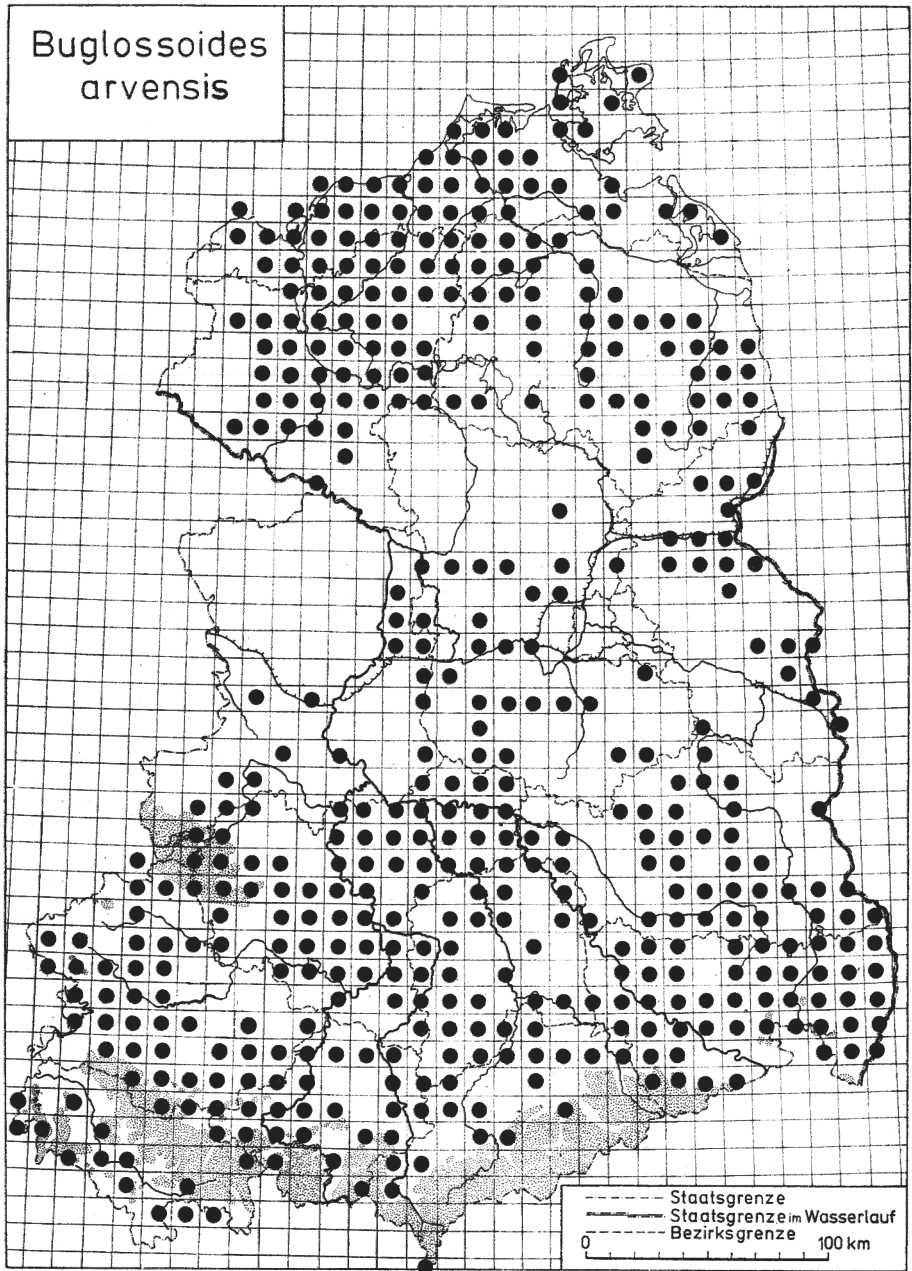 Buglossoides
arvensis
Staatsgrenze
Staatsgrenze im Wasserlauf
Bezirksgrenze
0 100 km